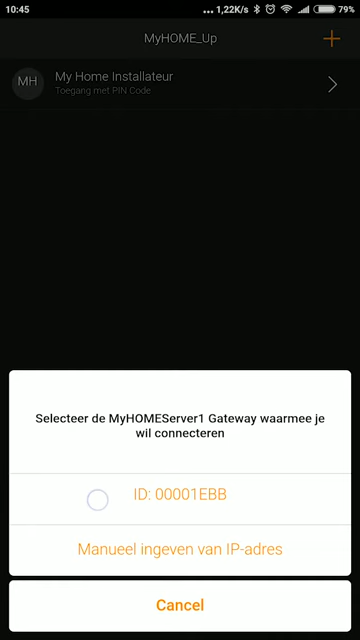 10:45
... 1,22K/s
79%
MyHOME_Up
MH
My Home Installateur
Toegang met PIN Code
Selecteer de MyHOMEServer1 Gateway waarmee je
wil connecteren
ID: 00001EBB
Manueel ingeven van IP-adres
Cancel